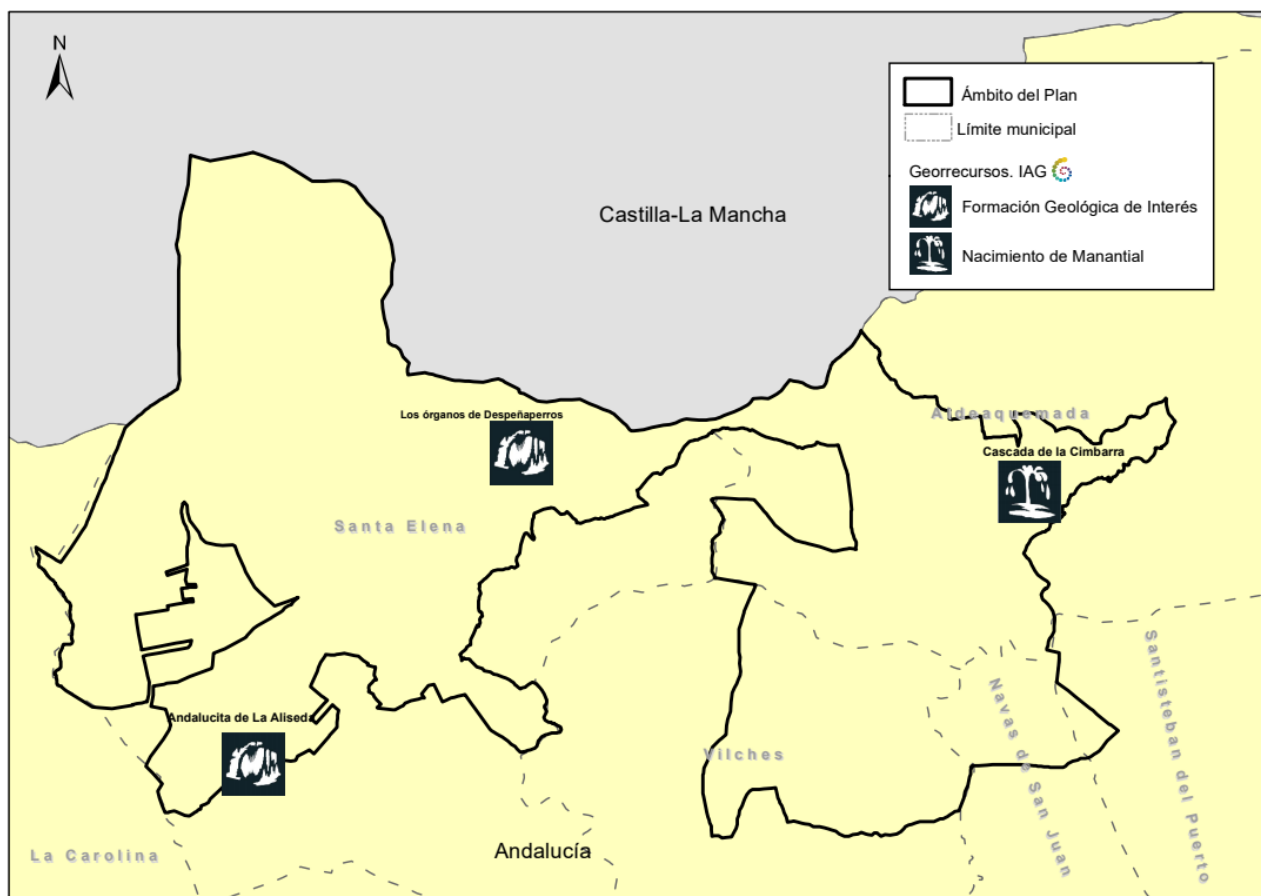 N
Ámbito del Plan
Límite municipal
Georrecursos. IAG
Formación Geológica de Interés
Nacimiento de Manantial
Castilla-La Mancha
Los órganos de Despeñaperros
Aldeaquemada
Cascada de la Cimbarra
Santa Elena
Andalucita de La Aliseda
Vilches
Navas de San Juan
Santisteban del Puerto
La Carolina
Andalucía